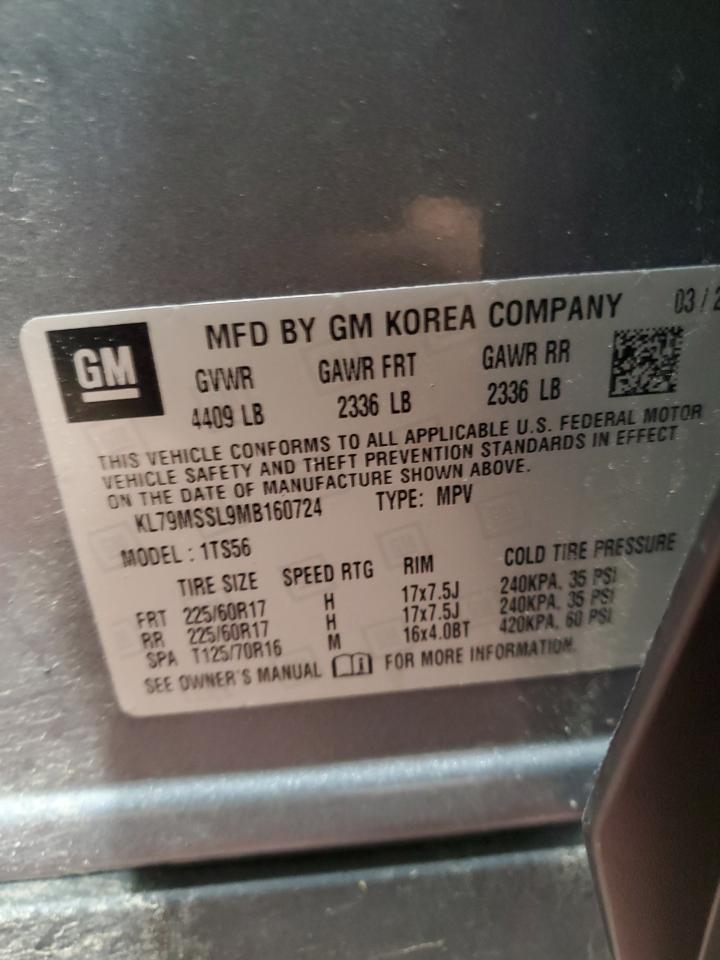 GM
MFD BY GM KOREA COMPANY 03 / 2
GVWR GAWR FRT GAWR RR
4409 LB 2336 LB 2336 LB
THIS VEHICLE CONFORMS TO ALL APPLICABLE U.S. FEDERAL MOTOR
VEHICLE SAFETY AND THEFT PREVENTION STANDARDS IN EFFECT
ON THE DATE OF MANUFACTURE SHOWN ABOVE.
KL79MSSL9MB160724 TYPE: MPV
MODEL : 1TS56
TIRE SIZE SPEED RTG RIM COLD TIRE PRESSURE
FRT 225/60R17 H 17x7.5J 240KPA, 35 PSI
RR 225/60R17 H 17x7.5J 240KPA, 35 PSI
SPA T125/70R16 M 16x4.0BT 420KPA, 60 PSI
SEE OWNER'S MANUAL FOR MORE INFORMATION.